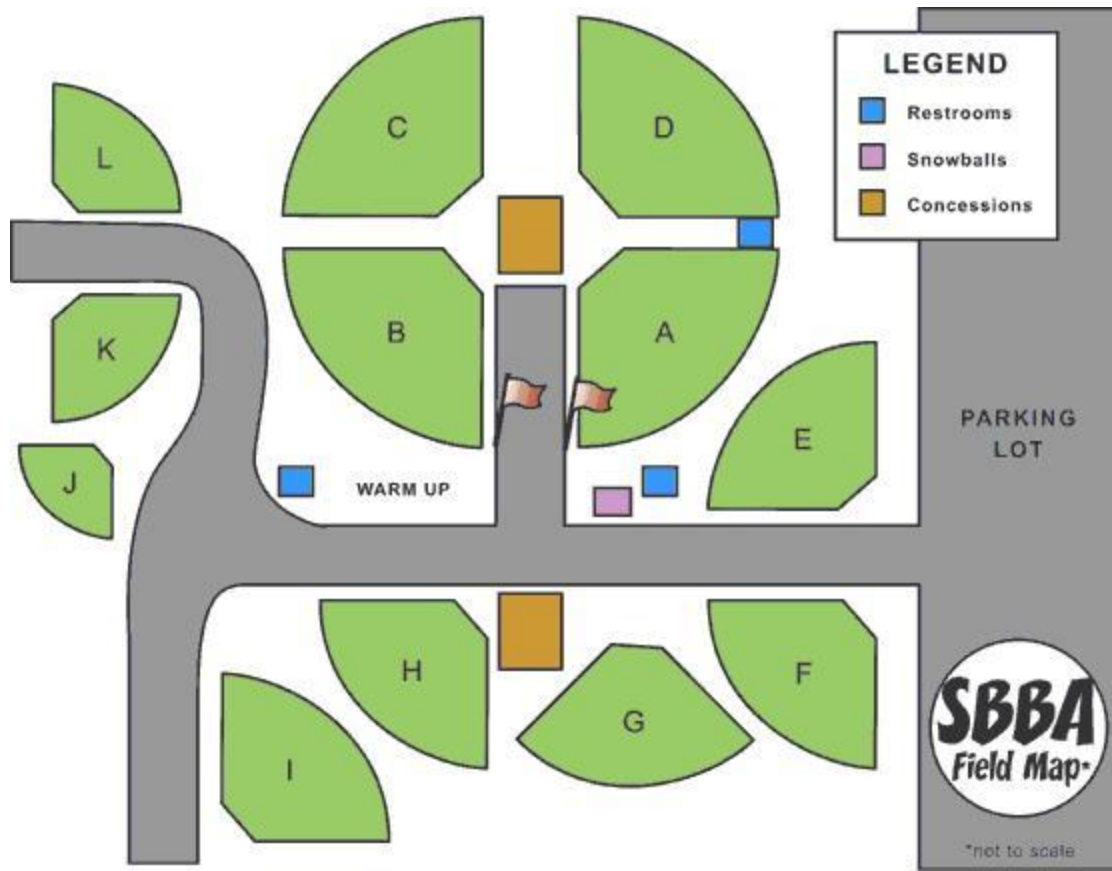 C
D
L
LEGEND
Restrooms
Snowballs
Concessions
K
B
A
E
PARKING
LOT
J
WARM UP
H
G
F
I
SBBA
Field Map*
*not to scale